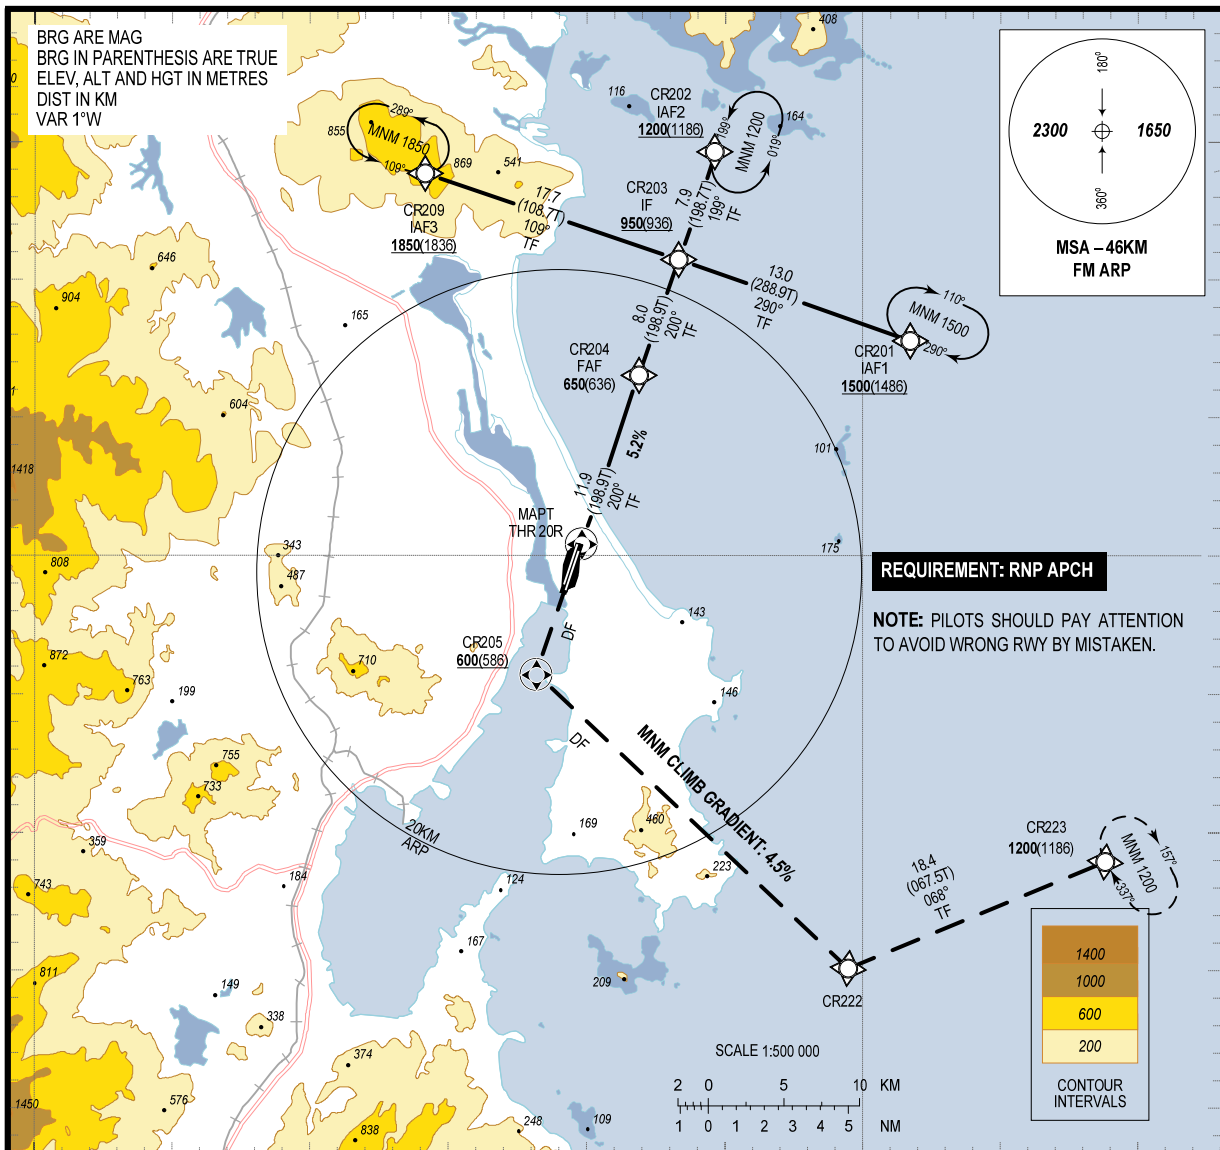 BRG ARE MAG
BRG IN PARENTHESIS ARE TRUE
ELEV, ALT AND HGT IN METRES
DIST IN KM
VAR 1°W
408
116
CR202
IAF2
1200(1186)
199°
MNM 1200
019°
164
180°
2300
1650
360°
MSA – 46KM
FM ARP
289°
855
MNM 1850
109°
869
541
CR209
IAF3
1850(1836)
17.7
(108.7T)
109°
TF
CR203
IF
950(936)
7.9
(198.7T)
199°
TF
13.0
(288.9T)
290°
TF
110°
MNM 1500
290°
CR201
IAF1
1500(1486)
8.0
(198.9T)
200°
TF
CR204
FAF
650(636)
646
904
165
604
1418
101
5.2%
11.9
(198.9T)
200°
TF
MAPT
THR 20R
175
343
487
808
REQUIREMENT: RNP APCH
NOTE: PILOTS SHOULD PAY ATTENTION
TO AVOID WRONG RWY BY MISTAKEN.
143
DF
CR205
600(586)
710
872
763
199
146
DF
MNM CLIMB GRADIENT: 4.5%
755
733
20KM
ARP
169
460
223
359
743
184
124
CR223
1200(1186)
MNM 1200
157°
337°
18.4
(067.5T)
068°
TF
167
209
CR222
811
149
338
374
1450
576
838
248
109
1400
1000
600
200
CONTOUR
INTERVALS
SCALE 1:500 000
2 0 5 10 KM
1 0 1 2 3 4 5 NM